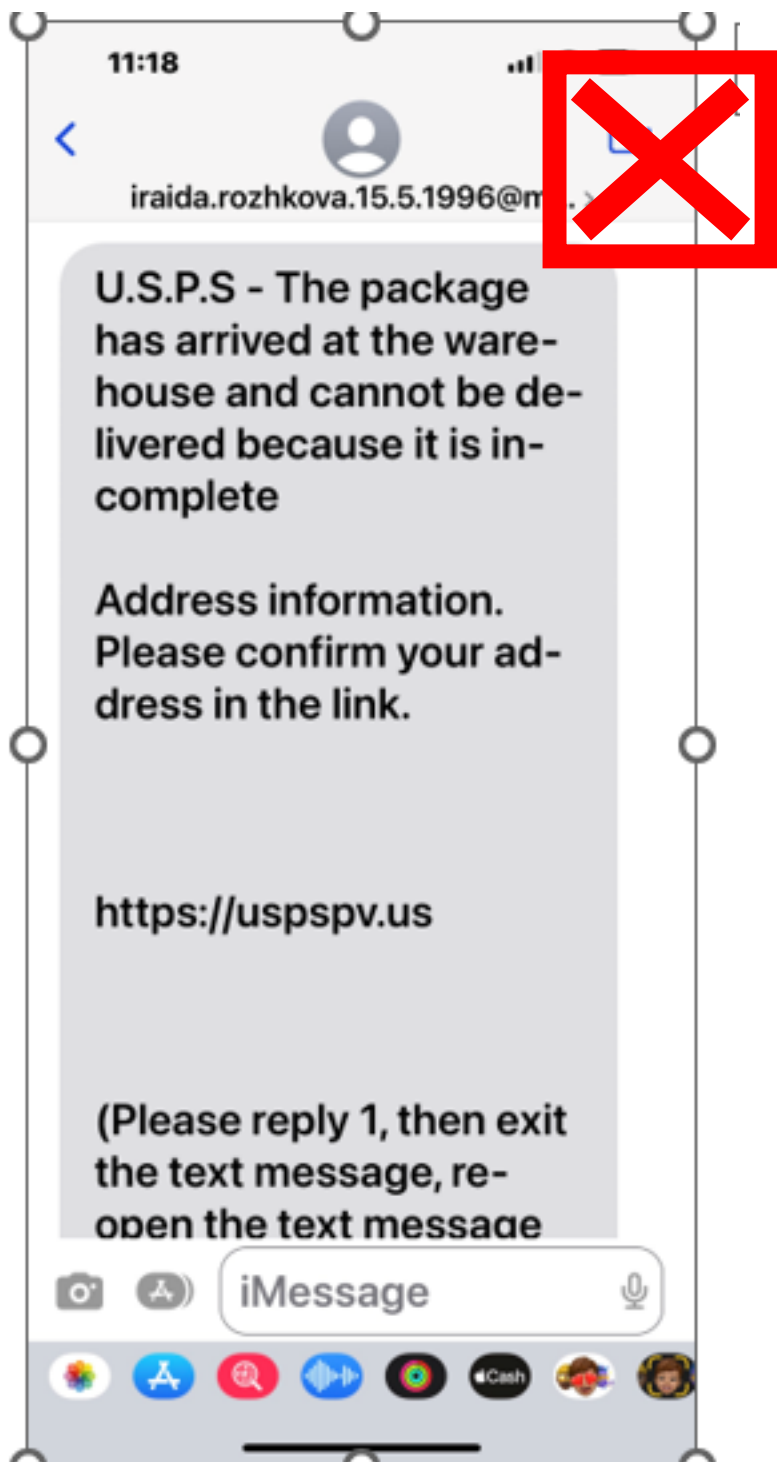 11:18
iraida.rozhkova.15.5.1996@m...
U.S.P.S - The package
has arrived at the ware-
house and cannot be de-
livered because it is in-
complete
Address information.
Please confirm your ad-
dress in the link.
https://uspspv.us
(Please reply 1, then exit
the text message, re-
open the text message
iMessage
Cash